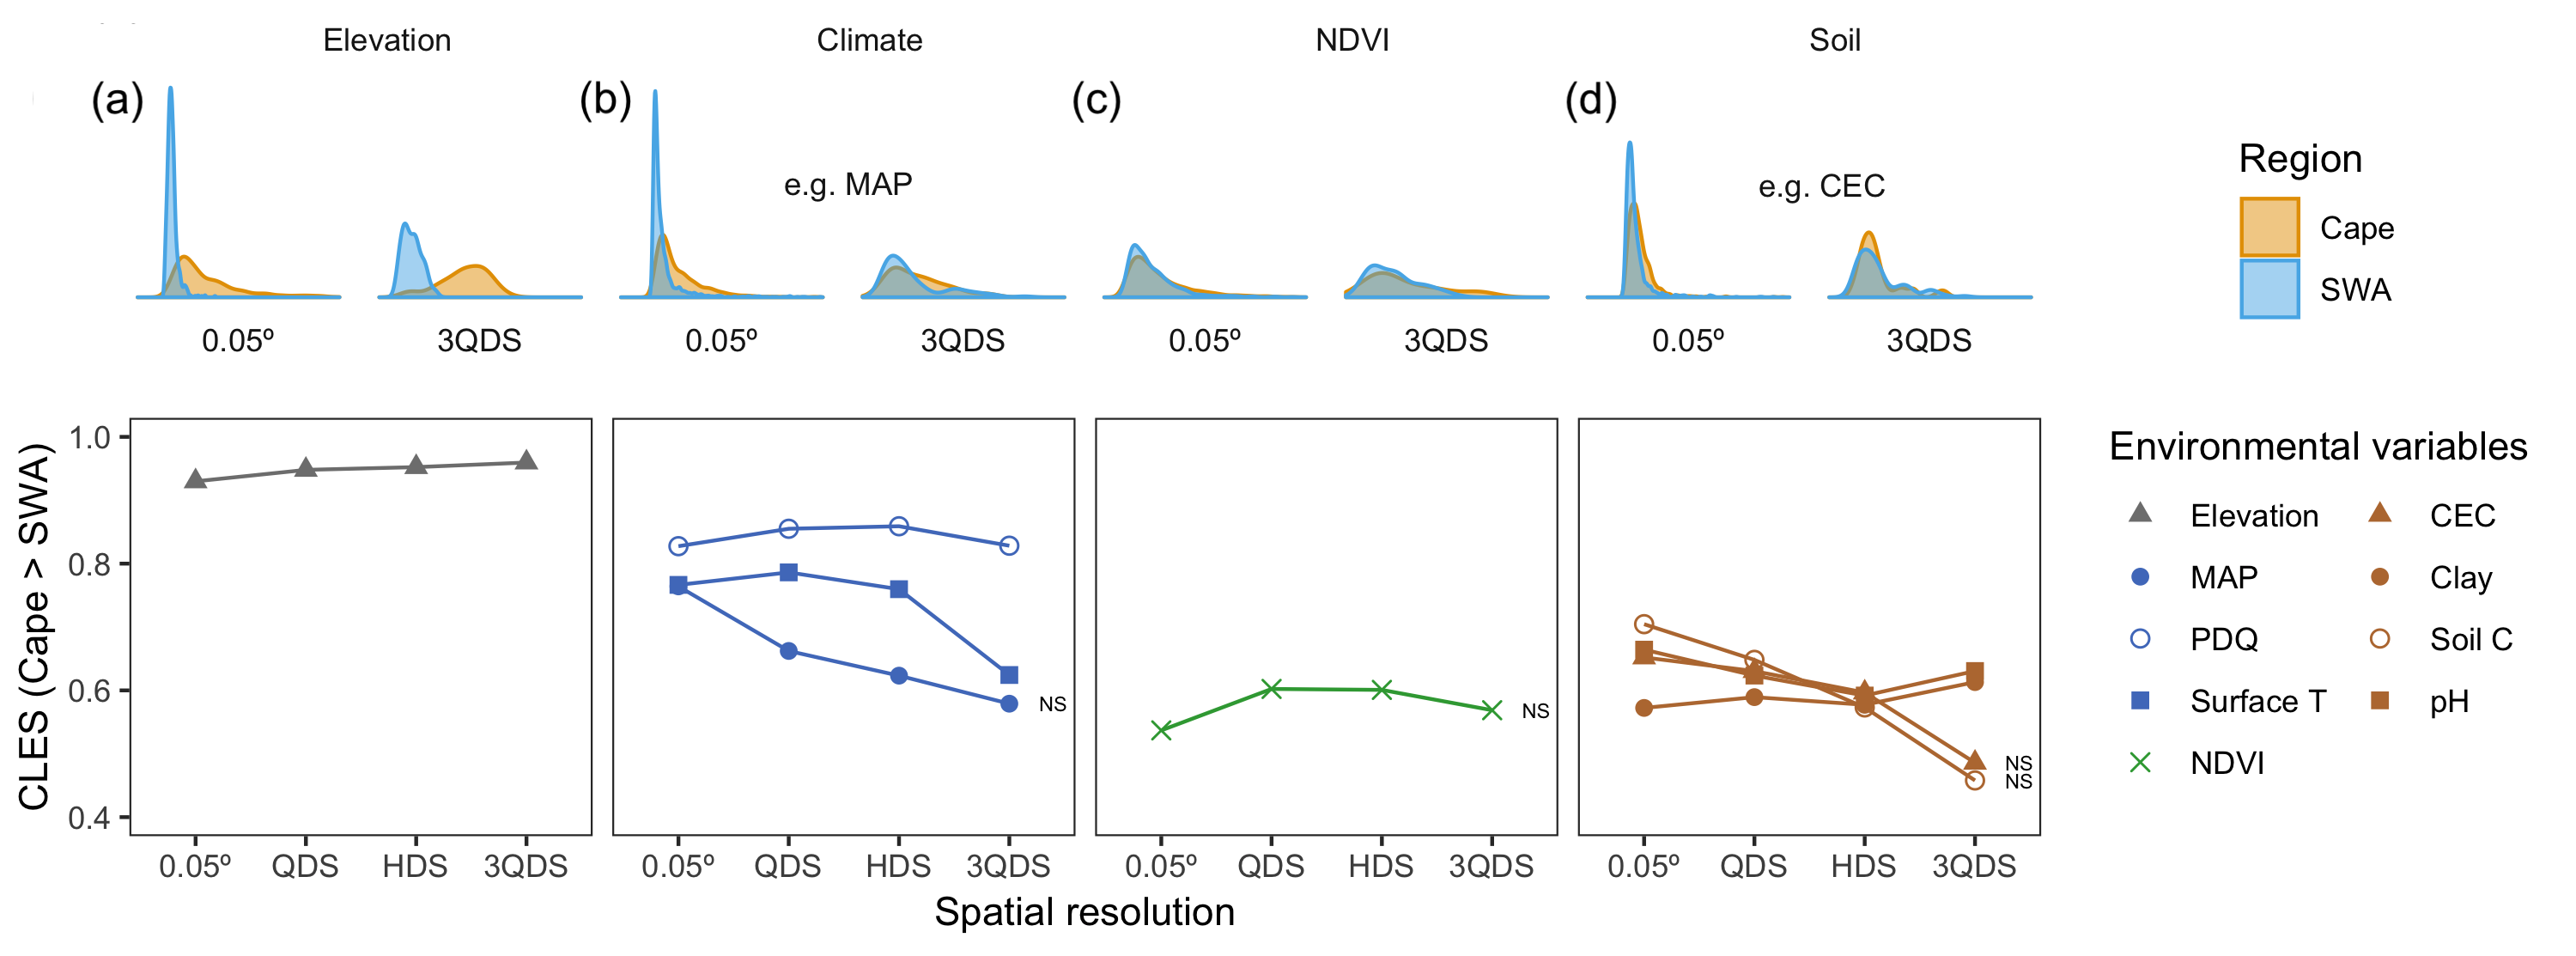 Elevation
Climate
NDVI
Soil
(a)
(b)
(c)
(d)
e.g. MAP
e.g. CEC
0.05º
3QDS
0.05º
3QDS
0.05º
3QDS
0.05º
3QDS
Region
Cape
SWA
CLES (Cape > SWA)
1.0
0.8
0.6
0.4
NS
NS
NS
NS
0.05º QDS HDS 3QDS
0.05º QDS HDS 3QDS
0.05º QDS HDS 3QDS
0.05º QDS HDS 3QDS
Spatial resolution
Environmental variables
Elevation
MAP
PDQ
Surface T
NDVI
CEC
Clay
Soil C
pH